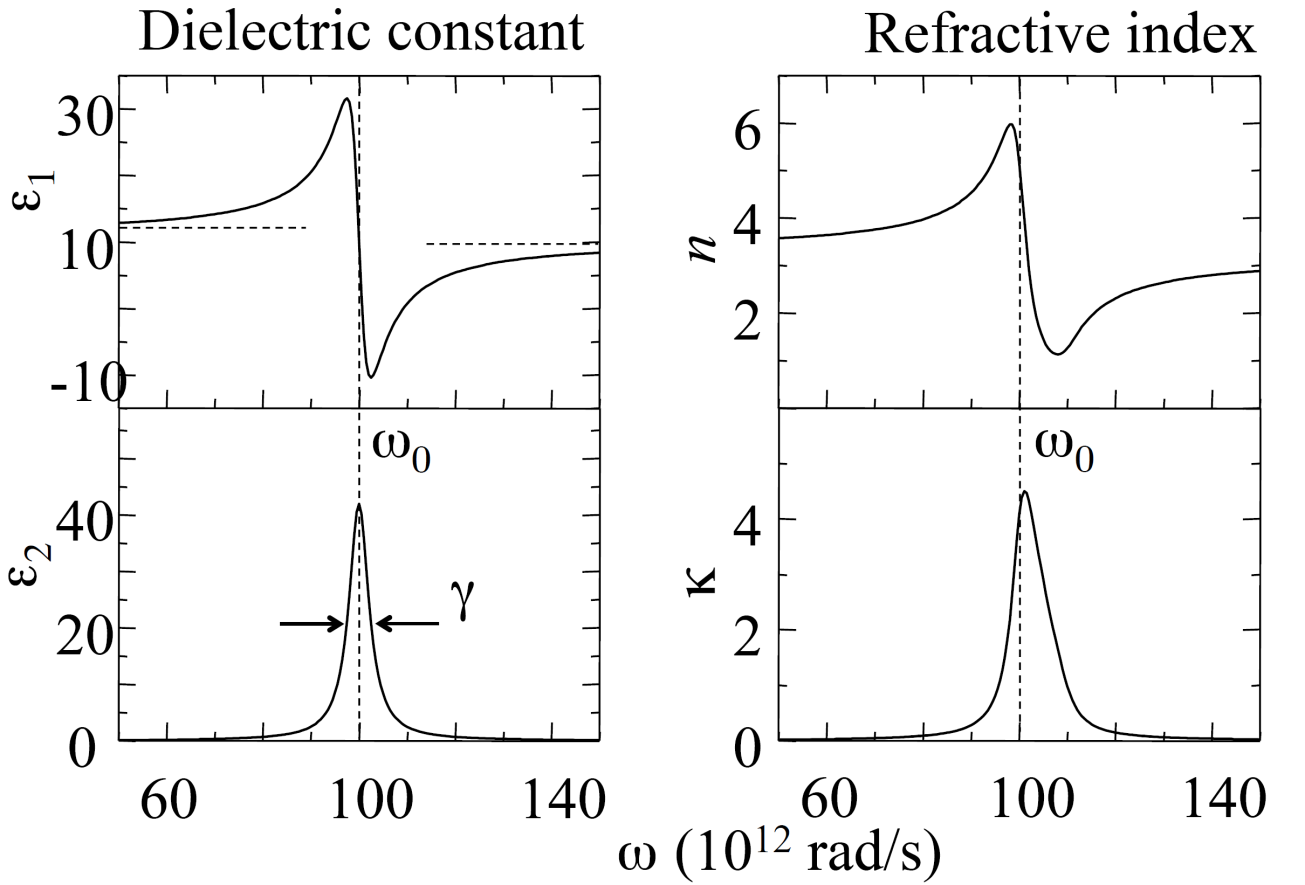 Dielectric constant
30
ε₁
10
-10
ω₀
40
ε₂
γ
20
0
60 100 140
Refractive index
6
4
n
2
ω₀
4
κ
2
0
60 100 140
ω (10¹² rad/s)